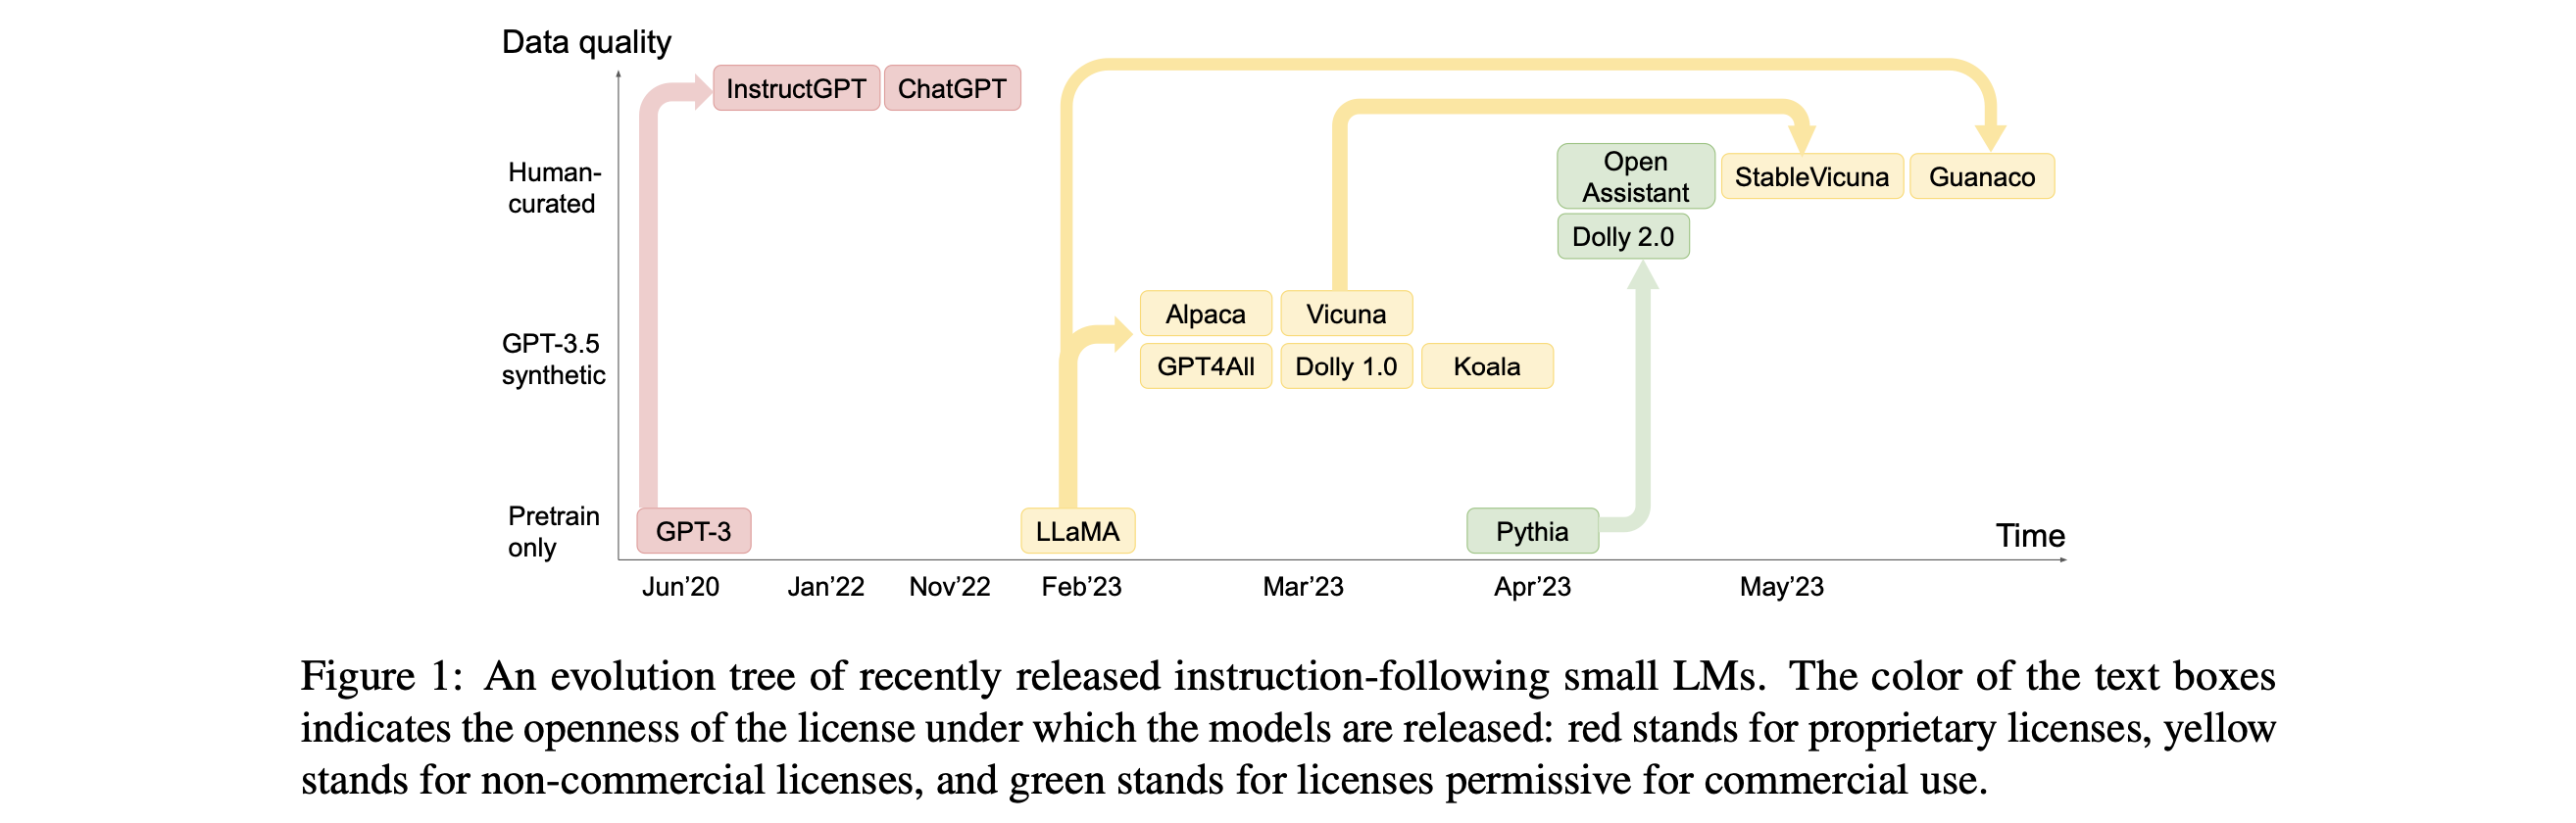 Data quality
InstructGPT ChatGPT
Human-
curated
Open
Assistant
StableVicuna Guanaco
Dolly 2.0
Alpaca Vicuna
GPT-3.5
synthetic
GPT4All Dolly 1.0 Koala
Pretrain
only
GPT-3 LLaMA Pythia
Time
Jun’20 Jan’22 Nov’22 Feb’23 Mar’23 Apr’23 May’23
Figure 1: An evolution tree of recently released instruction-following small LMs. The color of the text boxes
indicates the openness of the license under which the models are released: red stands for proprietary licenses, yellow
stands for non-commercial licenses, and green stands for licenses permissive for commercial use.